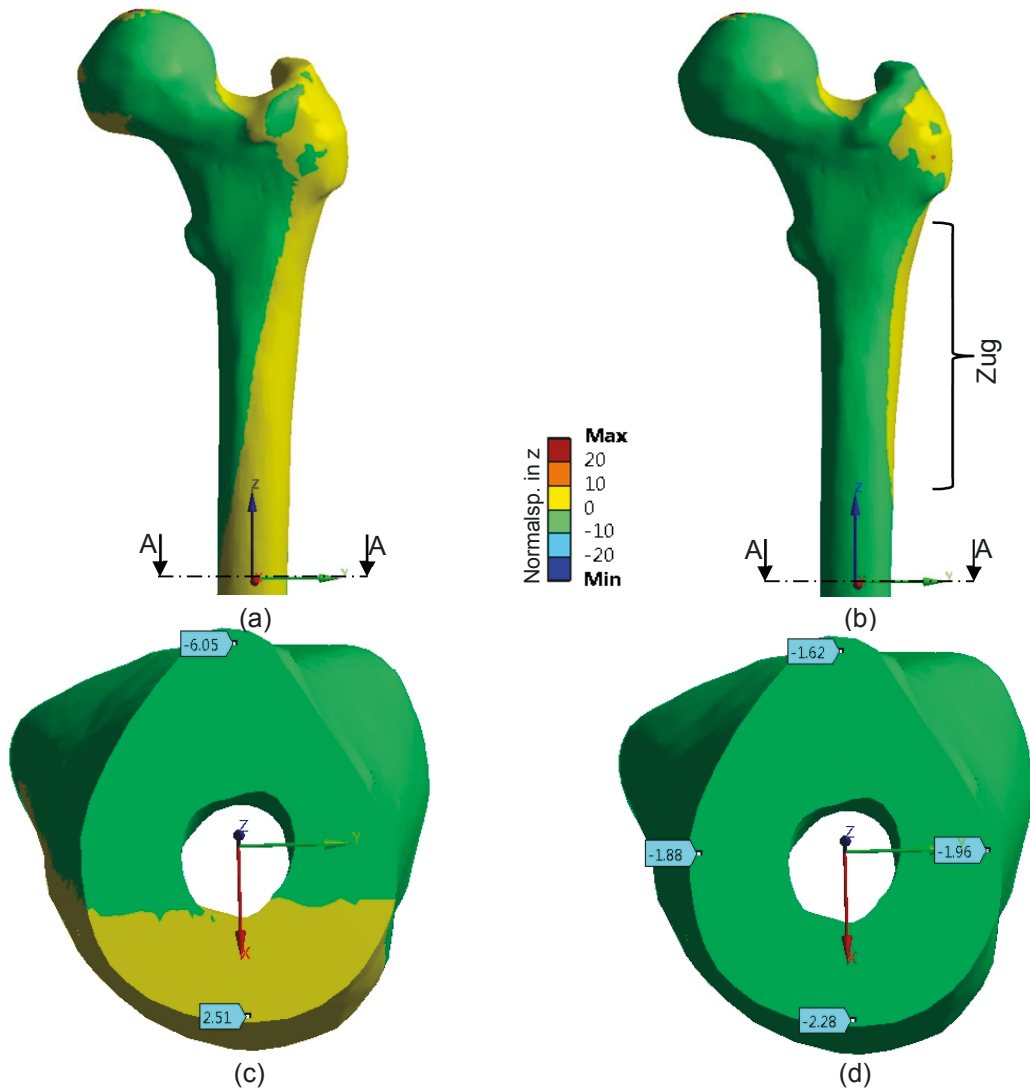 Zug
Normalsp. in z
Max
20
10
0
-10
-20
Min
Z
Y
X
A
A
(a)
Z
Y
X
A
A
(b)
-6.05
Z
Y
X
2.51
(c)
-1.62
Z
Y
-1.88
-1.96
X
-2.28
(d)